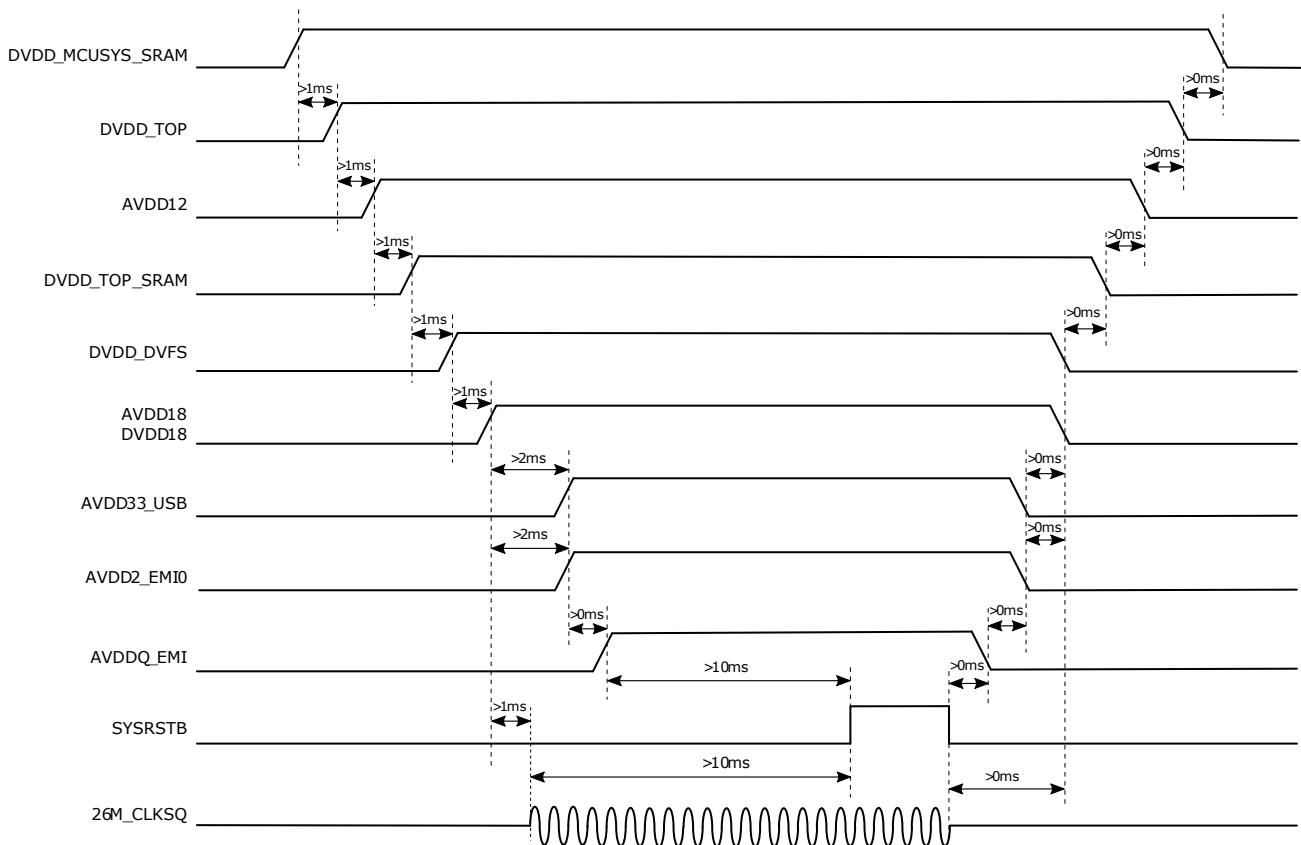 DVDD_MCUSYS_SRAM
>1ms
>0ms
DVDD_TOP
>1ms
>0ms
AVDD12
>1ms
>0ms
DVDD_TOP_SRAM
>1ms
>0ms
DVDD_DVFS
>1ms
AVDD18
DVDD18
>2ms
>0ms
AVDD33_USB
>2ms
>0ms
AVDD2_EMI0
>0ms
>0ms
AVDDQ_EMI
>10ms
>0ms
>1ms
SYSRSTB
>10ms
>0ms
26M_CLKSQ